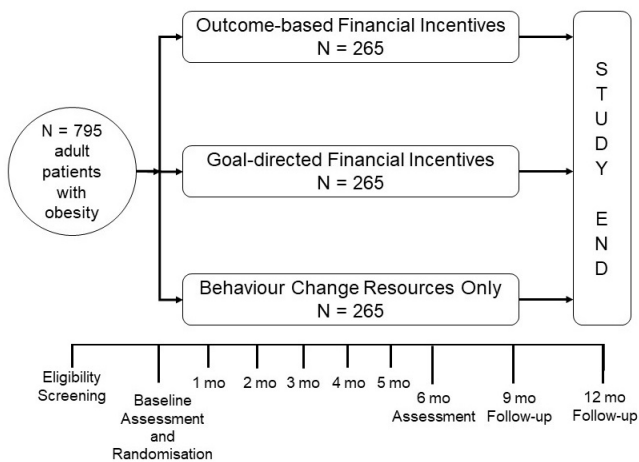 Outcome-based Financial Incentives
N = 265
N = 795
adult
patients
with
obesity
Goal-directed Financial Incentives
N = 265
Behaviour Change Resources Only
N = 265
S
T
U
D
Y
E
N
D
Eligibility
Screening
Baseline
Assessment
and
Randomisation
1 mo
2 mo
3 mo
4 mo
5 mo
6 mo
Assessment
9 mo
Follow-up
12 mo
Follow-up